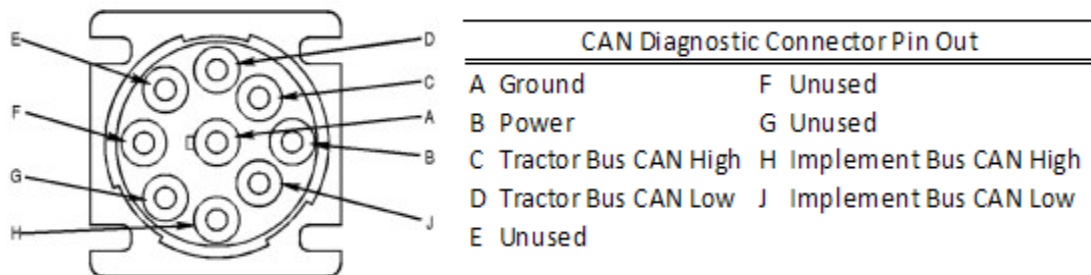 E
D
C
F
A
B
G
H
J
CAN Diagnostic Connector Pin Out
A Ground F Unused
B Power G Unused
C Tractor Bus CAN High H Implement Bus CAN High
D Tractor Bus CAN Low J Implement Bus CAN Low
E Unused